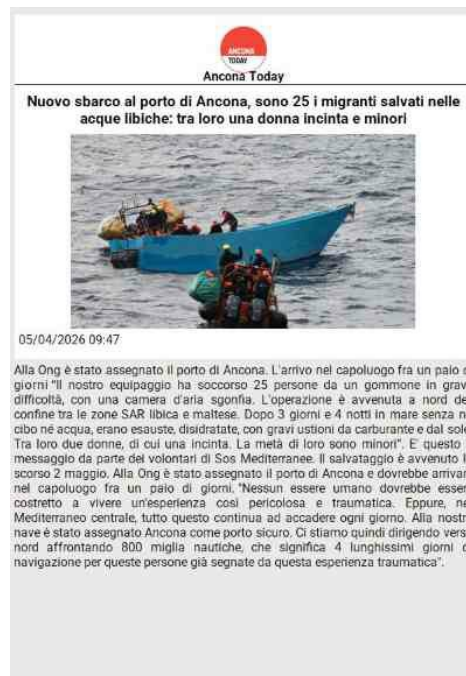 ANCONA
TODAY
Ancona Today
Nuovo sbarco al porto di Ancona, sono 25 i migranti salvati nelle
acque libiche: tra loro una donna incinta e minori
05/04/2026 09:47
Alla Ong è stato assegnato il porto di Ancona. L'arrivo nel capoluogo fra un paio d
giorni "Il nostro equipaggio ha soccorso 25 persone da un gommone in grav
difficoltà, con una camera d'aria sgonfia. L'operazione è avvenuta a nord de
confine tra le zone SAR libica e maltese. Dopo 3 giorni e 4 notti in mare senza n
cibo né acqua, erano esauste, disidratate, con gravi ustioni da carburante e dal sole
Tra loro due donne, di cui una incinta. La metà di loro sono minori". E' questo i
messaggio da parte dei volontari di Sos Mediterranee. Il salvataggio è avvenuto l
scorso 2 maggio. Alla Ong è stato assegnato il porto di Ancona e dovrebbe arrivar
nel capoluogo fra un paio di giorni. "Nessun essere umano dovrebbe esser
costretto a vivere un'esperienza così pericolosa e traumatica. Eppure, ne
Mediterraneo centrale, tutto questo continua ad accadere ogni giorno. Alla nostr
nave è stato assegnato Ancona come porto sicuro. Ci stiamo quindi dirigendo vers
nord affrontando 800 miglia nautiche, che significa 4 lunghissimi giorni d
navigazione per queste persone già segnate da questa esperienza traumatica".